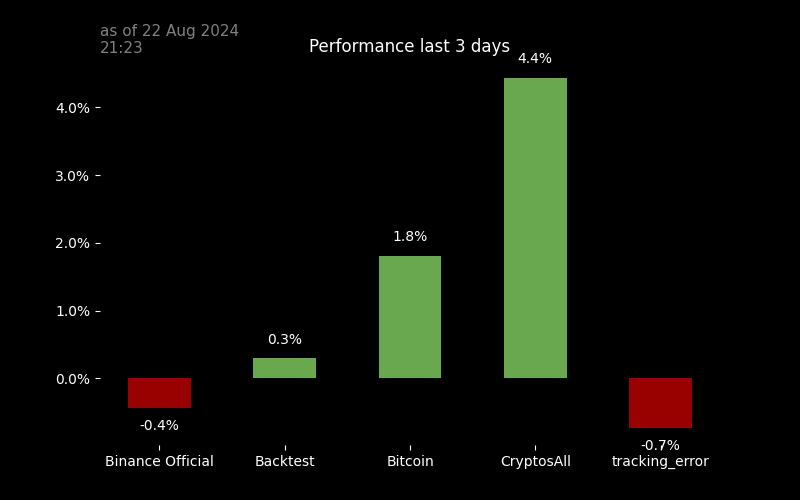 as of 22 Aug 2024
21:23
Performance last 3 days
4.4%
4.0%
3.0%
2.0%
1.8%
1.0%
0.3%
0.0%
-0.4%
-0.7%
Binance Official
Backtest
Bitcoin
CryptosAll
tracking_error